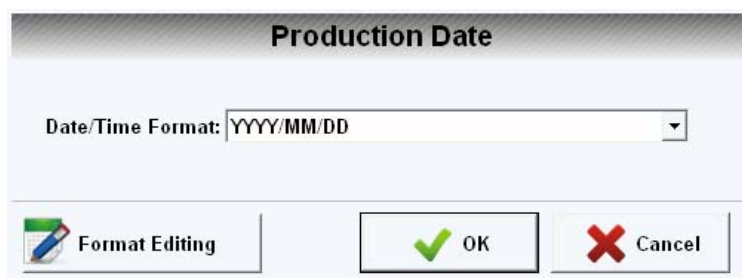 Production Date
Date/Time Format: YYYY/MM/DD
Format Editing OK Cancel